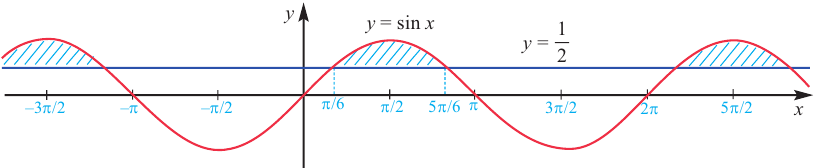 y
y = sin x
y = 1/2
–3π/2 –π –π/2 π/6 π/2 5π/6 π 3π/2 2π 5π/2 x